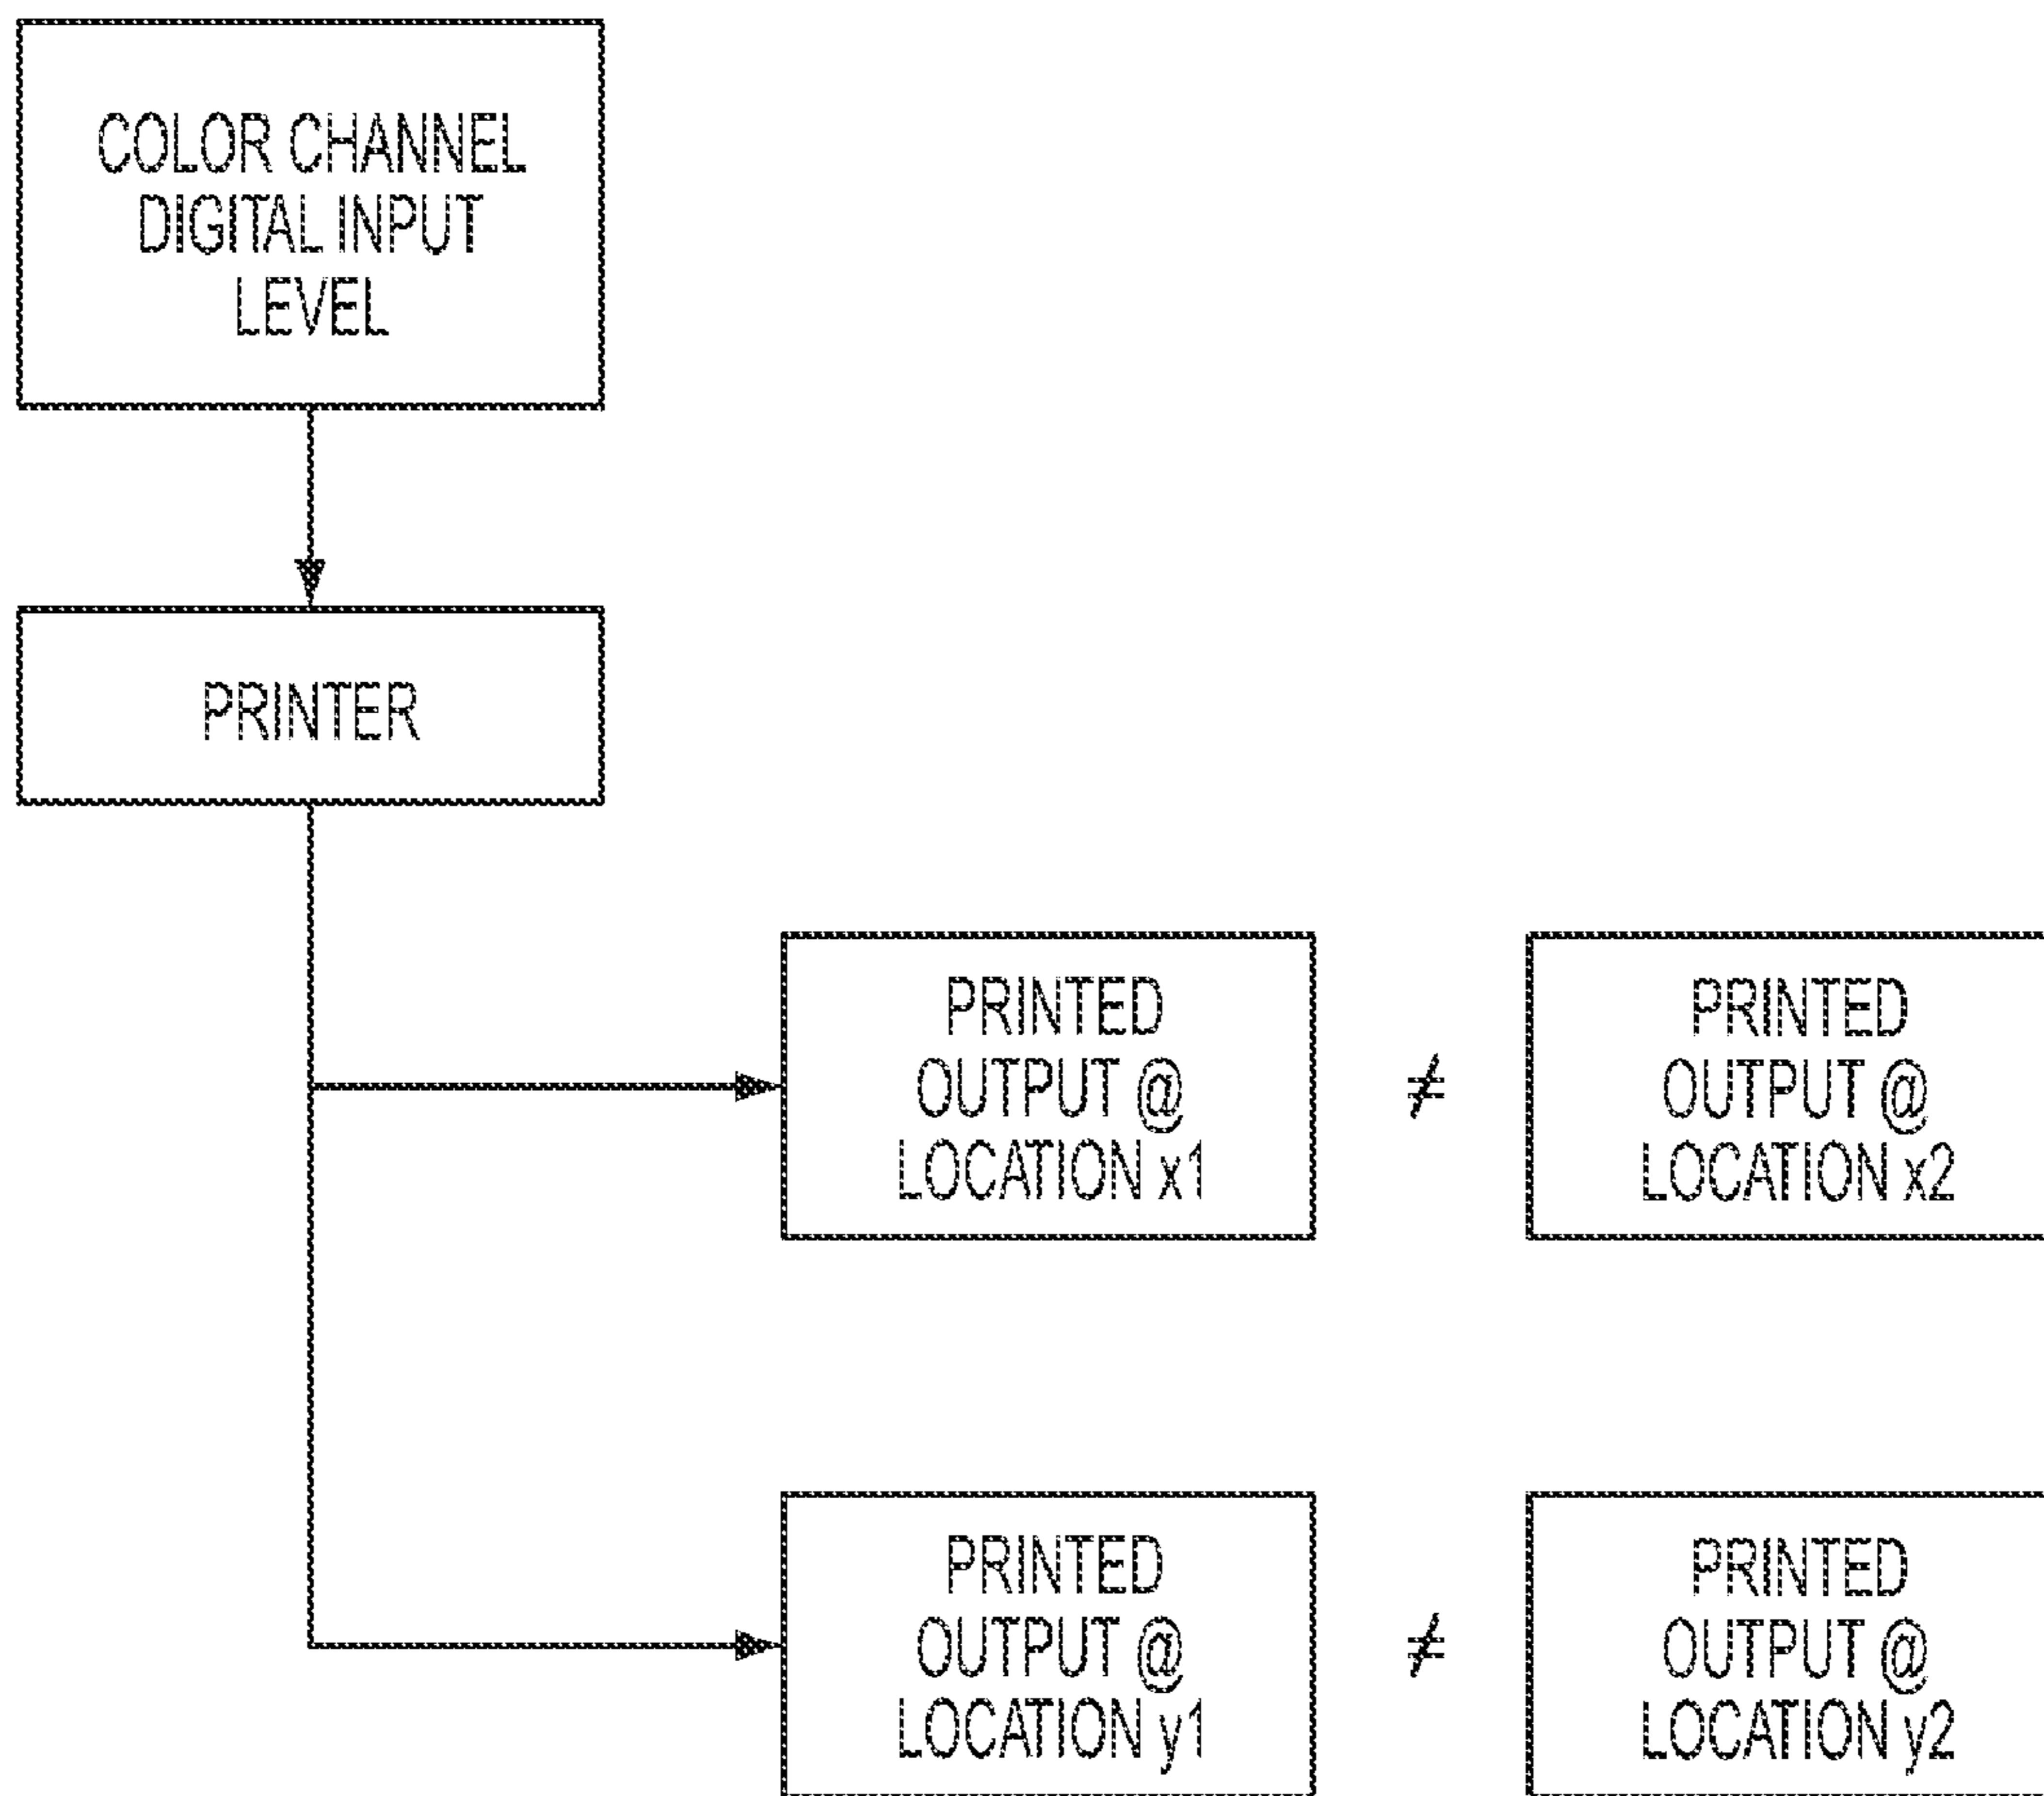 COLOR CHANNEL
DIGITAL INPUT
LEVEL
PRINTER
PRINTED
OUTPUT @
LOCATION x1
≠
PRINTED
OUTPUT @
LOCATION x2
PRINTED
OUTPUT @
LOCATION y1
≠
PRINTED
OUTPUT @
LOCATION y2